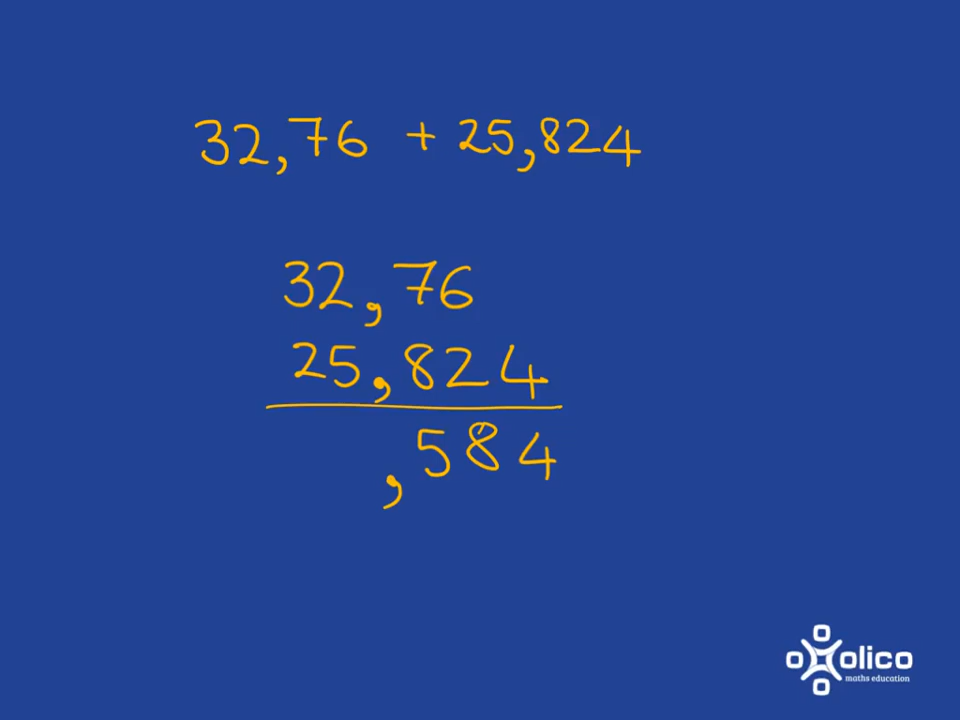 32,76 + 25,824
32,76
25,824
,584
olico
maths education